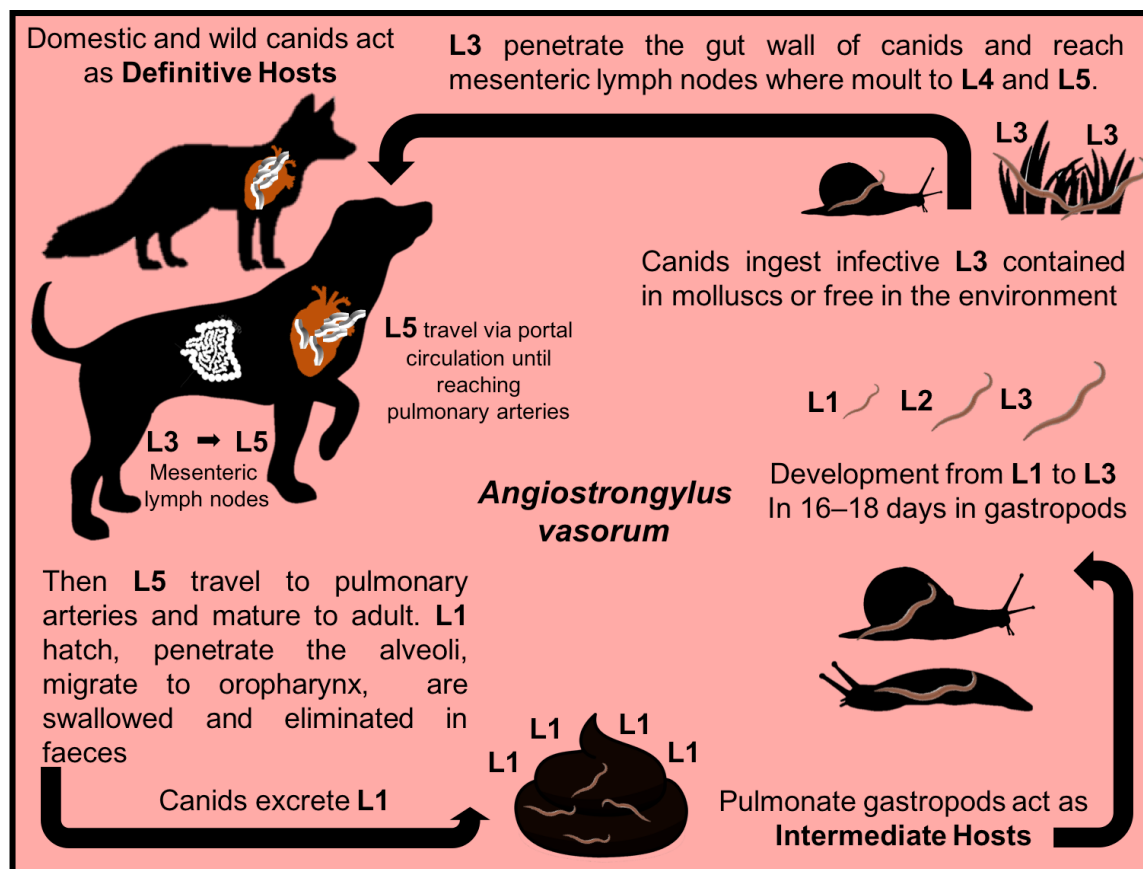 Domestic and wild canids act
as Definitive Hosts
L3 penetrate the gut wall of canids and reach
mesenteric lymph nodes where moult to L4 and L5.
L3 L3
Canids ingest infective L3 contained
in molluscs or free in the environment
L5 travel via portal
circulation until
reaching
pulmonary arteries
L3 ➡ L5
Mesenteric
lymph nodes
L1 L2 L3
Development from L1 to L3
In 16–18 days in gastropods
Angiostrongylus
vasorum
Then L5 travel to pulmonary
arteries and mature to adult. L1
hatch, penetrate the alveoli,
migrate to oropharynx, are
swallowed and eliminated in
faeces
Canids excrete L1
L1 L1 L1 L1
Pulmonate gastropods act as
Intermediate Hosts